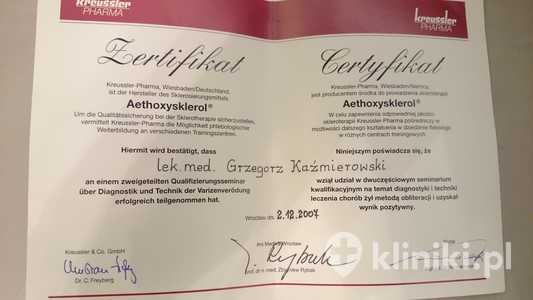 Kreussler
PHARMA
kreussler
PHARMA
Zertifikat
Kreussler-Pharma, Wiesbaden/Deutschland,
ist der Hersteller des Sklerosierungsmittels
Aethoxysklerol®
Um die Qualitätssicherung bei der Sklerotherapie sicherzustellen,
vermittelt Kreussler-Pharma die Möglichkeit phlebologischer
Weiterbildung an verschiedenen Trainingszentren.
Hiermit wird bestätigt, dass
Certyfikat
Kreussler-Pharma, Wiesbaden/Niemcy,
jest producentem środka do prowadzenia skleroterapii
Aethoxysklerol®
W celu zapewnienia odpowiedniej jakości
skleroterapii Kreussler-Pharma pośredniczy w
możliwości dalszego kształcenia w dziedzinie flebologii
w różnych centrach treningowych.
Niniejszym poświadcza się, że
lek. med. Grzegorz Kaźmierowski
an einem zweigeteilten Qualifizierungsseminar
über Diagnostik und Technik der Varizenverödung
erfolgreich teilgenommen hat.
wziął udział w dwuczęściowym seminarium
kwalifikacyjnym na temat diagnostyki i techniki
leczenia chorób żył metodą obliteracji i uzyskał
wynik pozytywny.
Wrocław dn. 2.12.2007
Kreussler & Co. GmbH
Dr. C. Freyberg
Wrocław
prof. dr n. med. Zbigniew Rybak
kliniki.pl